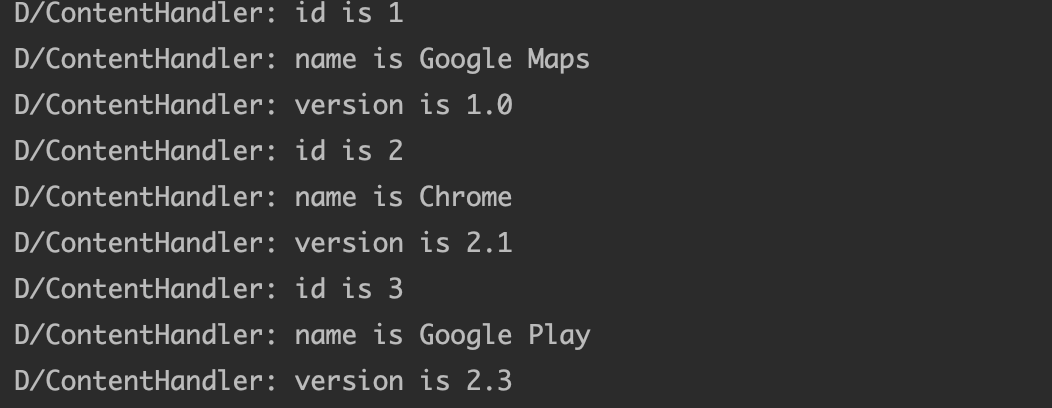 D/ContentHandler: id is 1
D/ContentHandler: name is Google Maps
D/ContentHandler: version is 1.0
D/ContentHandler: id is 2
D/ContentHandler: name is Chrome
D/ContentHandler: version is 2.1
D/ContentHandler: id is 3
D/ContentHandler: name is Google Play
D/ContentHandler: version is 2.3